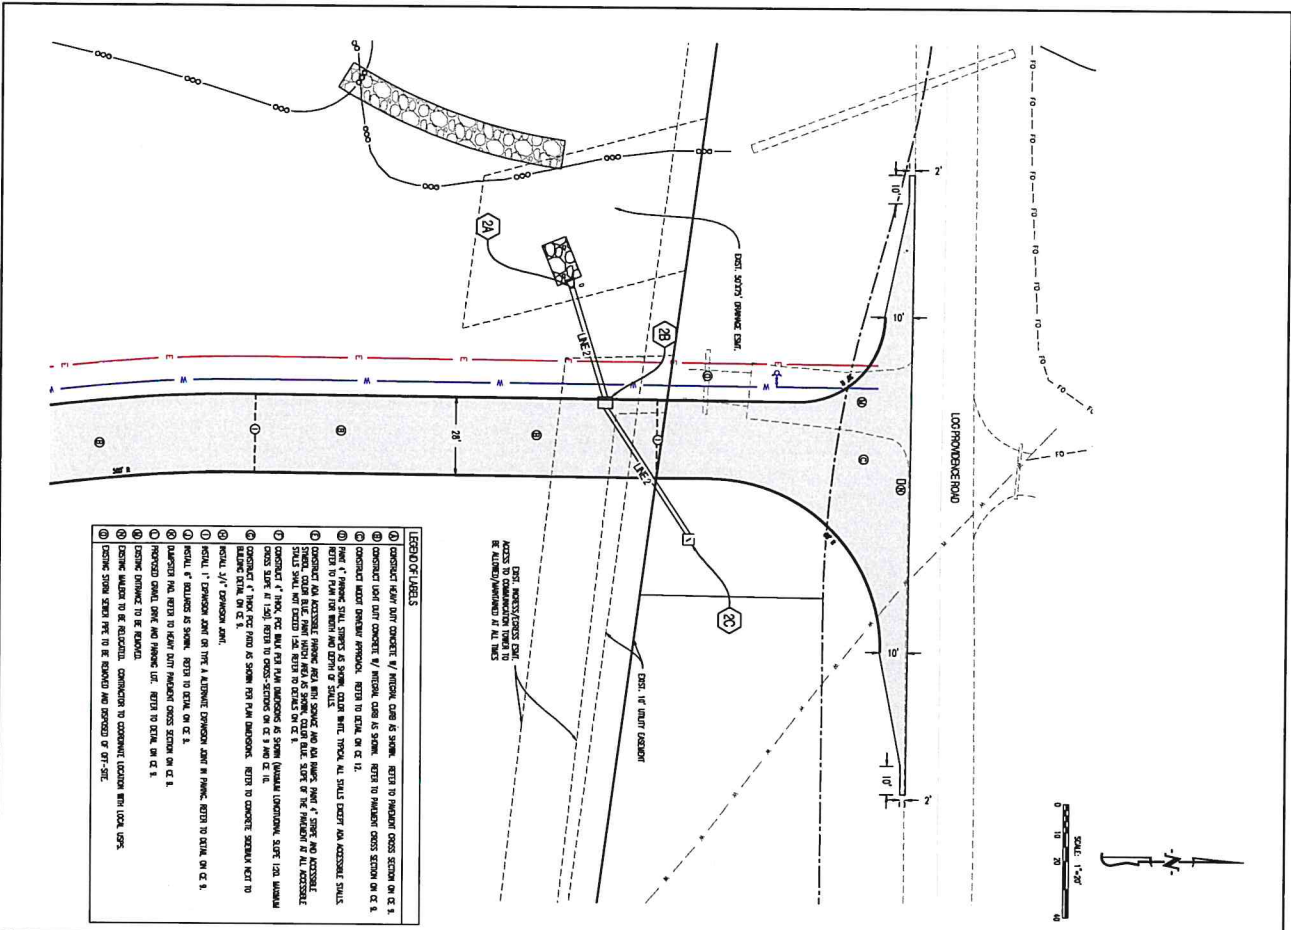 LOG PROVIDENCE ROAD
2'
10'
10'
10'
10'
2'
EXIST. 50'X75' DRAINAGE ESMT.
2A
2B
2C
LINE 2
LINE 2
28'
EXIST. 10' UTILITY EASEMENT
EXIST. INGRESS/EGRESS ESMT.
ACCESS TO COMMUNICATION TOWER TO
BE ALLOWED/MAINTAINED AT ALL TIMES
SCALE: 1"=20'
0 10 20 40
-N-
LEGEND OF LABELS
A CONSTRUCT HEAVY DUTY CONCRETE W/ INTEGRAL CURB AS SHOWN. REFER TO PAVEMENT CROSS SECTION ON CE 9.
B CONSTRUCT LIGHT DUTY CONCRETE W/ INTEGRAL CURB AS SHOWN. REFER TO PAVEMENT CROSS SECTION ON CE 9.
C CONSTRUCT MODOT DRIVEWAY APPROACH. REFER TO DETAIL ON CE 12.
D PAINT 4" PARKING STALL STRIPES AS SHOWN, COLOR WHITE, TYPICAL ALL STALLS EXCEPT ADA ACCESSIBLE STALLS.
REFER TO PLAN FOR WIDTH AND DEPTH OF STALLS.
E CONSTRUCT ADA ACCESSIBLE PARKING AREA WITH SIGNAGE AND ADA RAMPS. PAINT 4" STRIPE AND ACCESSIBLE
SYMBOL COLOR BLUE. PAINT HATCH AREA AS SHOWN, COLOR BLUE. SLOPE OF THE PAVEMENT AT ALL ACCESSIBLE
STALLS SHALL NOT EXCEED 1:50. REFER TO DETAILS ON CE 9.
F CONSTRUCT 4" THICK PCC WALK PER PLAN DIMENSIONS AS SHOWN (MAXIMUM LONGITUDINAL SLOPE 1:20, MAXIMUM
CROSS SLOPE AT 1:50). REFER TO CROSS-SECTIONS ON CE 9 AND CE 10.
G CONSTRUCT 4" THICK PCC PATIO AS SHOWN PER PLAN DIMENSIONS. REFER TO CONCRETE SIDEWALK NEXT TO
BUILDING DETAIL ON CE 9.
H INSTALL 3/4" EXPANSION JOINT.
I INSTALL 1" EXPANSION JOINT OR TYPE A ALTERNATE EXPANSION JOINT IN PAVING. REFER TO DETAIL ON CE 9.
J INSTALL 6" BOLLARDS AS SHOWN. REFER TO DETAIL ON CE 9.
K DUMPSTER PAD. REFER TO HEAVY DUTY PAVEMENT CROSS SECTION ON CE 9.
L PROPOSED GRAVEL DRIVE AND PARKING LOT. REFER TO DETAIL ON CE 9.
M EXISTING ENTRANCE TO BE REMOVED.
N EXISTING MAILBOX TO BE RELOCATED. CONTRACTOR TO COORDINATE LOCATION WITH LOCAL USPS.
O EXISTING STORM SEWER PIPE TO BE REMOVED AND DISPOSED OF OFF-SITE.